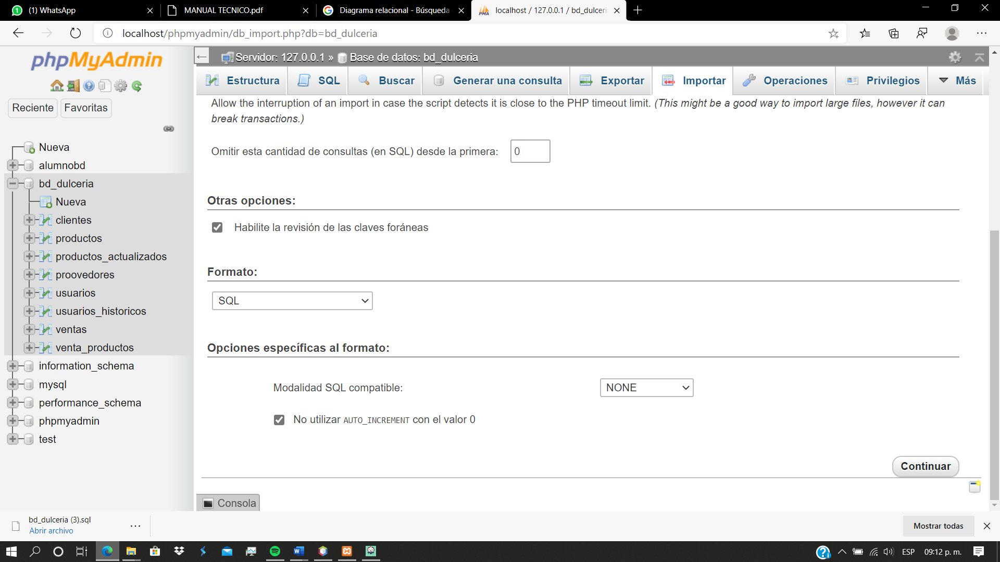 (1) WhatsApp
MANUAL TECNICO.pdf
Diagrama relacional - Búsqueda
localhost / 127.0.0.1 / bd_dulceri
localhost/phpmyadmin/db_import.php?db=bd_dulceria
phpMyAdmin
Reciente
Favoritas
Nueva
alumnobd
bd_dulceria
Nueva
clientes
productos
productos_actualizados
proovedores
usuarios
usuarios_historicos
ventas
venta_productos
information_schema
mysql
performance_schema
phpmyadmin
test
Servidor: 127.0.0.1 » Base de datos: bd_dulceria
Estructura
SQL
Buscar
Generar una consulta
Exportar
Importar
Operaciones
Privilegios
Más
Allow the interruption of an import in case the script detects it is close to the PHP timeout limit. (This might be a good way to import large files, however it can
break transactions.)
Omitir esta cantidad de consultas (en SQL) desde la primera: 0
Otras opciones:
Habilite la revisión de las claves foráneas
Formato:
SQL
Opciones específicas al formato:
Modalidad SQL compatible: NONE
No utilizar AUTO_INCREMENT con el valor 0
Continuar
Consola
bd_dulceria (3).sql
Abrir archivo
Mostrar todas
ESP
09:12 p. m.